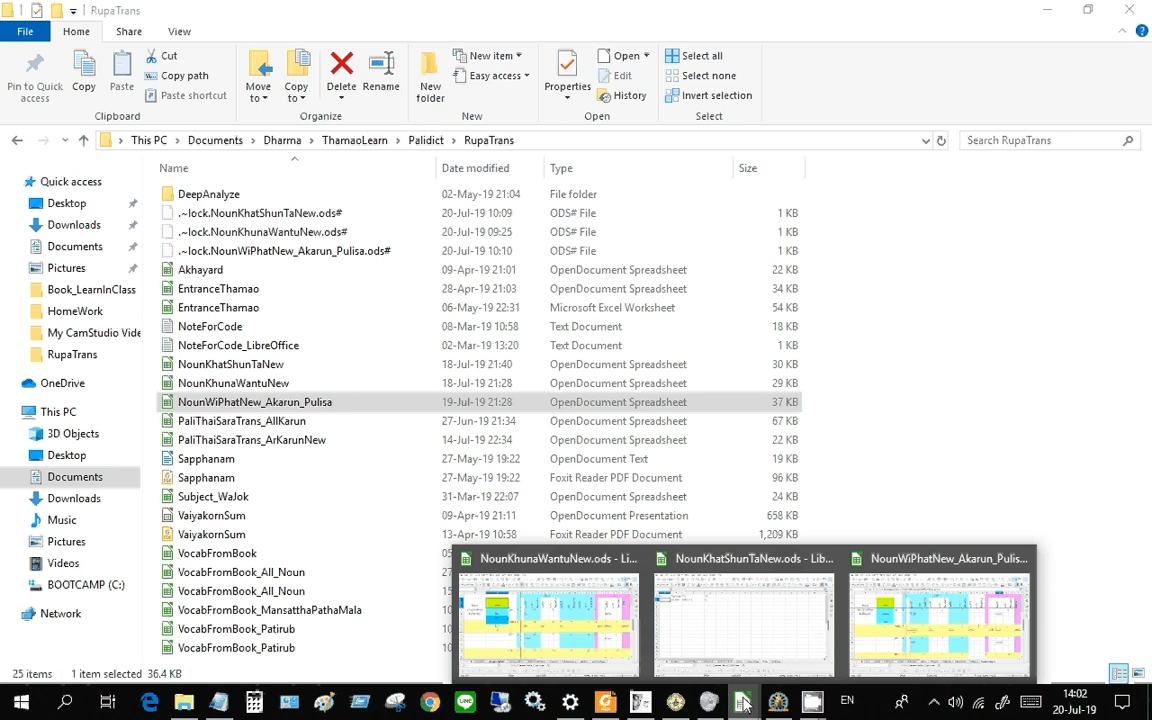 RupaTrans
File Home Share View
Pin to Quick access
Copy
Paste
Cut
Copy path
Paste shortcut
Clipboard
Move to
Copy to
Delete
Rename
Organize
New folder
New item
Easy access
New
Properties
Open
Edit
History
Open
Select all
Select none
Invert selection
Select
This PC > Documents > Dharma > ThamaoLearn > Palidict > RupaTrans
Search RupaTrans
Quick access
Desktop
Downloads
Documents
Pictures
Book_LearnInClass
HomeWork
My CamStudio Vide
RupaTrans
OneDrive
This PC
3D Objects
Desktop
Documents
Downloads
Music
Pictures
Videos
BOOTCAMP (C:)
Network
Name Date modified Type Size
DeepAnalyze 02-May-19 21:04 File folder
.~lock.NounKhatShunTaNew.ods# 20-Jul-19 10:09 ODS# File 1 KB
.~lock.NounKhunaWantuNew.ods# 20-Jul-19 09:25 ODS# File 1 KB
.~lock.NounWiPhatNew_Akarun_Pulisa.ods# 20-Jul-19 10:10 ODS# File 1 KB
Akhayard 09-Apr-19 21:01 OpenDocument Spreadsheet 22 KB
EntranceThamao 28-Apr-19 21:03 OpenDocument Spreadsheet 34 KB
EntranceThamao 06-May-19 22:31 Microsoft Excel Worksheet 54 KB
NoteForCode 08-Mar-19 10:58 Text Document 18 KB
NoteForCode_LibreOffice 02-Mar-19 13:20 Text Document 1 KB
NounKhatShunTaNew 18-Jul-19 21:40 OpenDocument Spreadsheet 30 KB
NounKhunaWantuNew 18-Jul-19 21:28 OpenDocument Spreadsheet 29 KB
NounWiPhatNew_Akarun_Pulisa 19-Jul-19 21:28 OpenDocument Spreadsheet 37 KB
PaliThaiSaraTrans_AllKarun 27-Jun-19 21:34 OpenDocument Spreadsheet 67 KB
PaliThaiSaraTrans_ArKarunNew 14-Jul-19 22:34 OpenDocument Spreadsheet 22 KB
Sapphanam 27-May-19 19:22 OpenDocument Text 19 KB
Sapphanam 27-May-19 19:22 Foxit Reader PDF Document 96 KB
Subject_WaJok 31-Mar-19 22:07 OpenDocument Spreadsheet 24 KB
VaiyakornSum 09-Apr-19 21:11 OpenDocument Presentation 658 KB
VaiyakornSum 13-Apr-19 10:58 Foxit Reader PDF Document 1,209 KB
VocabFromBook
VocabFromBook_All_Noun
VocabFromBook_All_Noun
VocabFromBook_MansatthaPathaMala
VocabFromBook_Patirub
VocabFromBook_Patirub
NounKhunaWantuNew.ods - Li...
NounKhatShunTaNew.ods - Lib...
NounWiPhatNew_Akarun_Pulis...
25 items 1 item selected 36.4 KB
LINE
EN
14:02
20-Jul-19